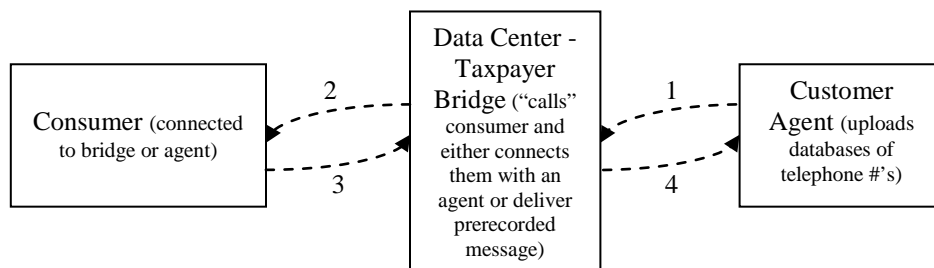 Consumer (connected
to bridge or agent)
2
3
Data Center -
Taxpayer
Bridge (“calls”
consumer and
either connects
them with an
agent or deliver
prerecorded
message)
1
4
Customer
Agent (uploads
databases of
telephone #’s)